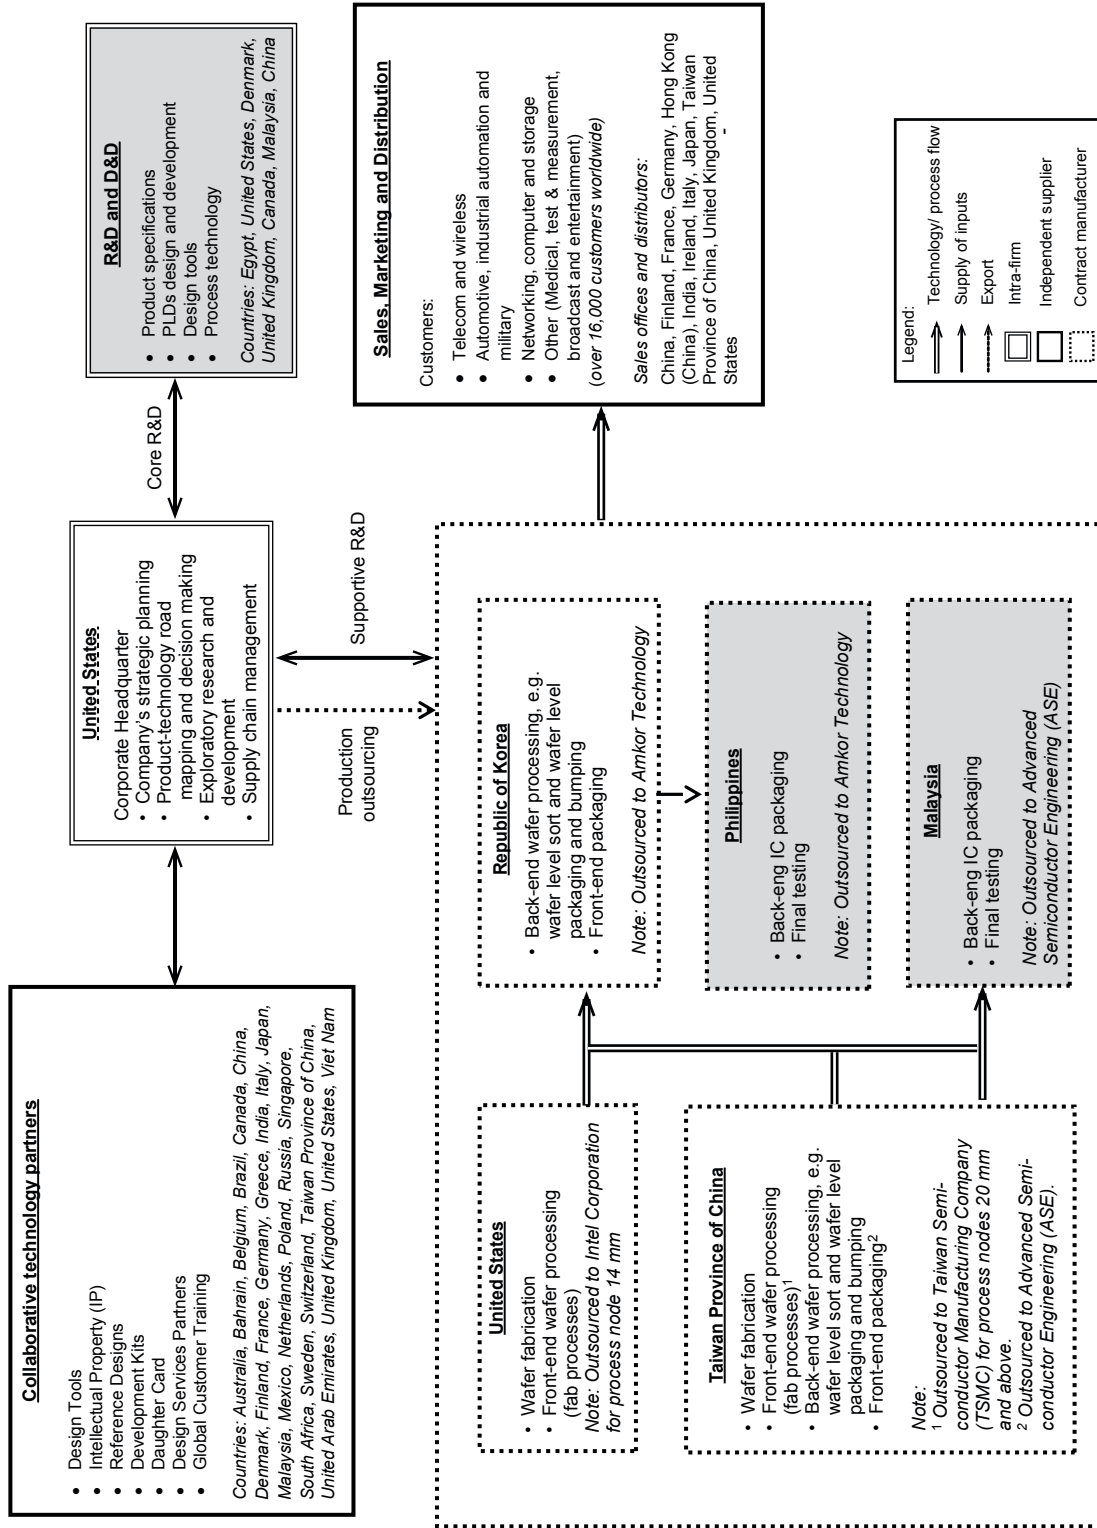 Collaborative technology partners
• Design Tools
• Intellectual Property (IP)
• Reference Designs
• Development Kits
• Daughter Card
• Design Services Partners
• Global Customer Training
Countries: Australia, Bahrain, Belgium, Brazil, Canada, China,
Denmark, Finland, France, Germany, Greece, India, Italy, Japan,
Malaysia, Mexico, Netherlands, Poland, Russia, Singapore,
South Africa, Sweden, Switzerland, Taiwan Province of China,
United Arab Emirates, United Kingdom, United States, Viet Nam
United States
Corporate Headquarter
• Company's strategic planning
• Product-technology road
mapping and decision making
• Exploratory research and
development
• Supply chain management
Core R&D
R&D and D&D
• Product specifications
• PLDs design and development
• Design tools
• Process technology
Countries: Egypt, United States, Denmark,
United Kingdom, Canada, Malaysia, China
Production
outsourcing
Supportive R&D
United States
• Wafer fabrication
• Front-end wafer processing
(fab processes)
Note: Outsourced to Intel Corporation
for process node 14 mm
Taiwan Province of China
• Wafer fabrication
• Front-end wafer processing
(fab processes)1
• Back-end wafer processing, e.g.
wafer level sort and wafer level
packaging and bumping
• Front-end packaging2
Note:
1 Outsourced to Taiwan Semi-
conductor Manufacturing Company
(TSMC) for process nodes 20 mm
and above.
2 Outsourced to Advanced Semi-
conductor Engineering (ASE).
Republic of Korea
• Back-end wafer processing, e.g.
wafer level sort and wafer level
packaging and bumping
• Front-end packaging
Note: Outsourced to Amkor Technology
Philippines
• Back-eng IC packaging
• Final testing
Note: Outsourced to Amkor Technology
Malaysia
• Back-eng IC packaging
• Final testing
Note: Outsourced to Advanced
Semiconductor Engineering (ASE)
Sales, Marketing and Distribution
Customers:
• Telecom and wireless
• Automotive, industrial automation and
military
• Networking, computer and storage
• Other (Medical, test & measurement,
broadcast and entertainment)
(over 16,000 customers worldwide)
Sales offices and distributors:
China, Finland, France, Germany, Hong Kong
(China), India, Ireland, Italy, Japan, Taiwan
Province of China, United Kingdom, United
States
Legend:
Technology/ process flow
Supply of inputs
Export
Intra-firm
Independent supplier
Contract manufacturer